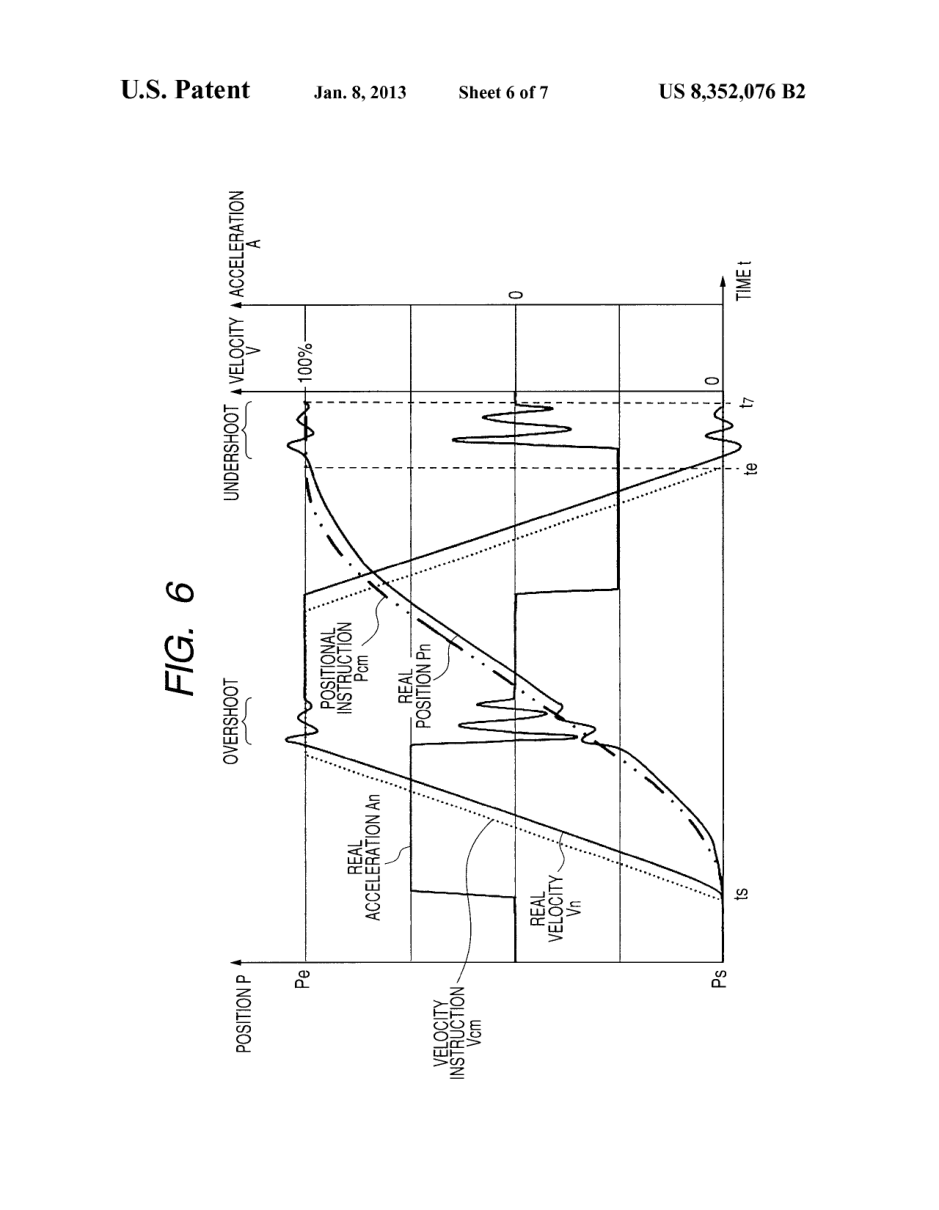 U.S. Patent Jan. 8, 2013 Sheet 6 of 7 US 8,352,076 B2
FIG. 6
POSITION P
OVERSHOOT
UNDERSHOOT
VELOCITY
V
ACCELERATION
A
Pe
100%
POSITIONAL
INSTRUCTION
Pcm
REAL
POSITION Pn
REAL
ACCELERATION An
0
REAL
VELOCITY
Vn
VELOCITY
INSTRUCTION
Vcm
Ps
0
ts
te
t7
TIME t